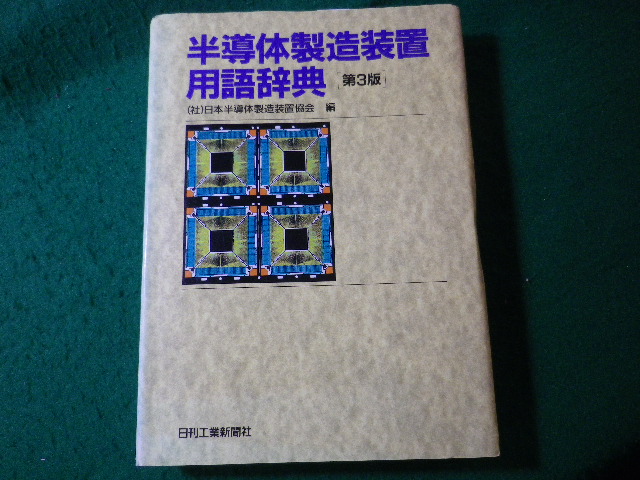 半導体製造装置
用語辞典 [第3版]
(社)日本半導体製造装置協会 編
日刊工業新聞社